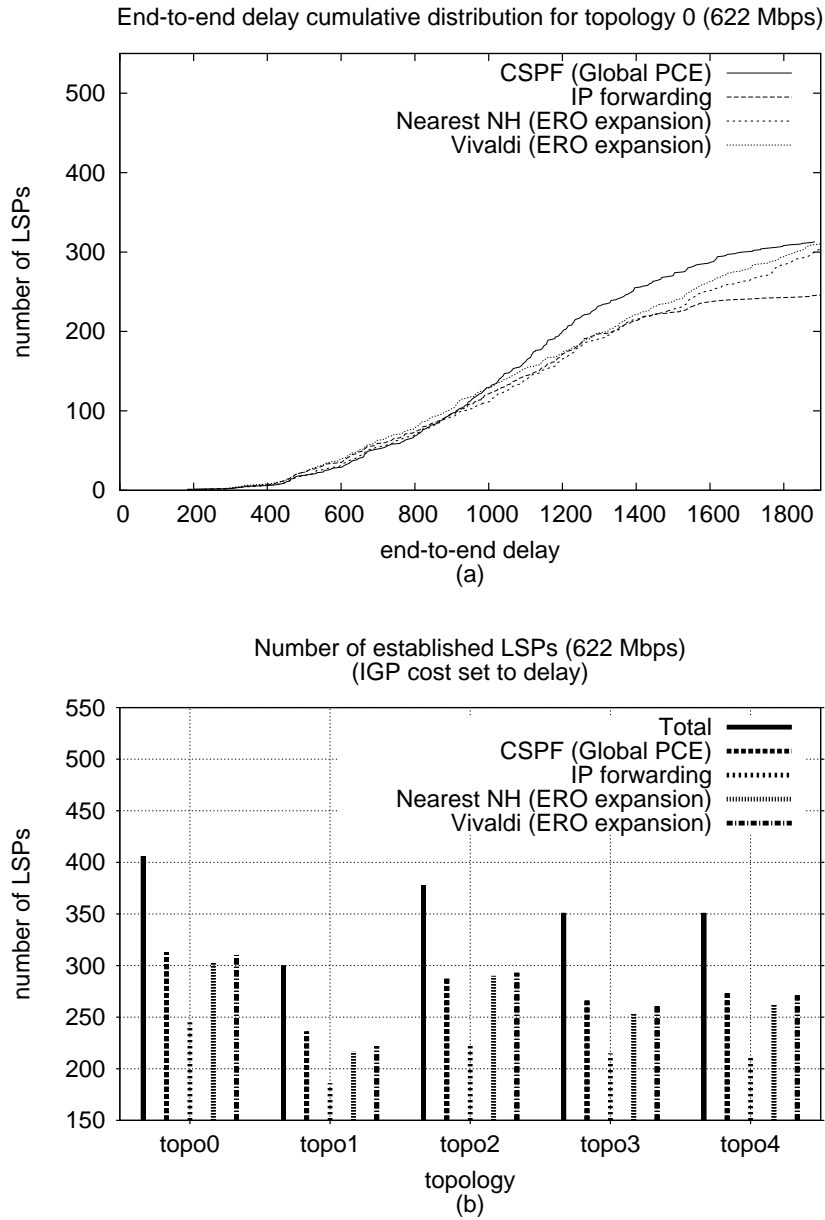 End-to-end delay cumulative distribution for topology 0 (622 Mbps)
CSPF (Global PCE)
IP forwarding
Nearest NH (ERO expansion)
Vivaldi (ERO expansion)
550
500
400
300
200
100
0
number of LSPs
0 200 400 600 800 1000 1200 1400 1600 1800
end-to-end delay
(a)
Number of established LSPs (622 Mbps)
(IGP cost set to delay)
Total
CSPF (Global PCE)
IP forwarding
Nearest NH (ERO expansion)
Vivaldi (ERO expansion)
550
500
450
400
350
300
250
200
150
number of LSPs
topo0 topo1 topo2 topo3 topo4
topology
(b)